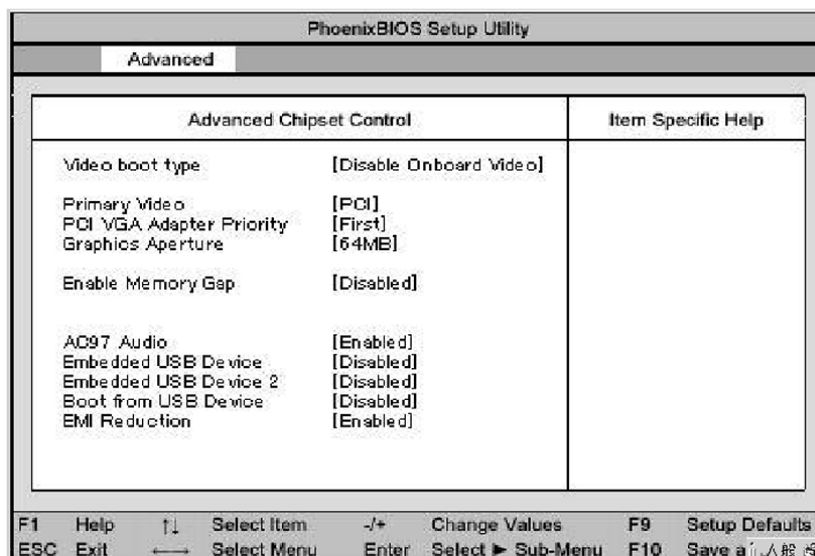 PhoenixBIOS Setup Utility
Advanced
Advanced Chipset Control
Item Specific Help
Video boot type [Disable Onboard Video]
Primary Video [PCI]
PCI VGA Adapter Priority [First]
Graphios Aperture [64MB]
Enable Memory Gap [Disabled]
AC97 Audio [Enabled]
Embedded USB Device [Disabled]
Embedded USB Device 2 [Disabled]
Boot from USB Device [Disabled]
EMI Reduction [Enabled]
F1 Help ↑↓ Select Item -/+ Change Values F9 Setup Defaults
ESC Exit ←→ Select Menu Enter Select ► Sub-Menu F10 Save a